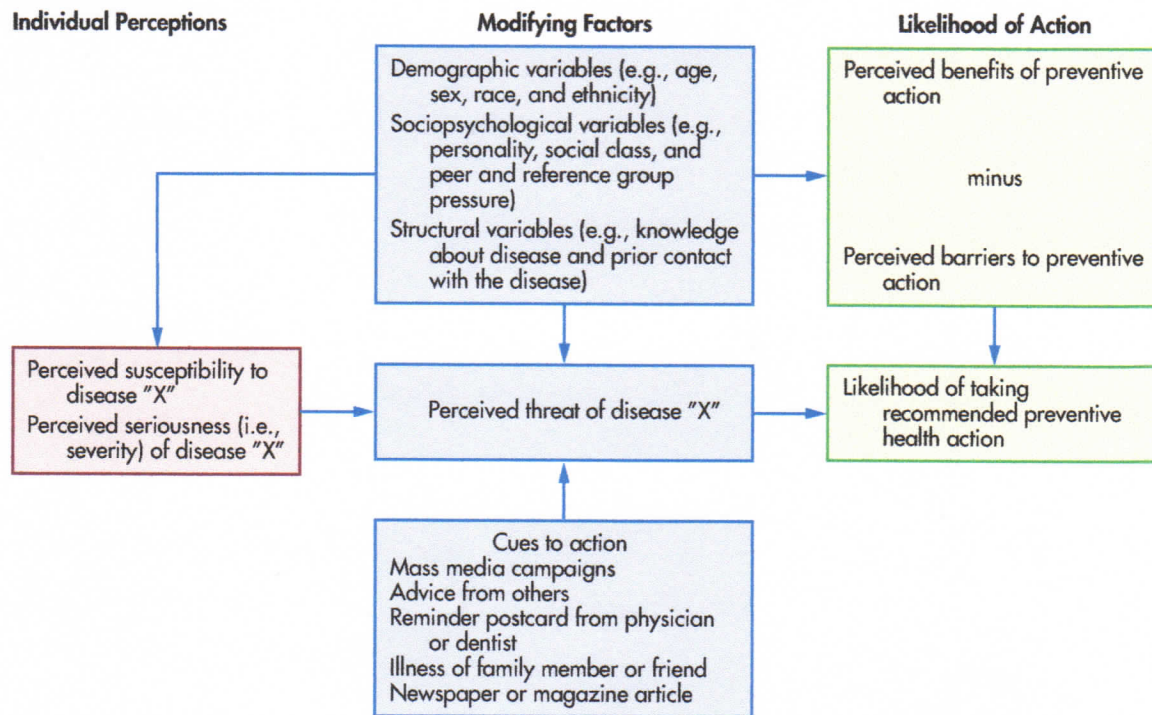 Individual Perceptions
Modifying Factors
Likelihood of Action
Demographic variables (e.g., age,
sex, race, and ethnicity)
Sociopsychological variables (e.g.,
personality, social class, and
peer and reference group
pressure)
Structural variables (e.g., knowledge
about disease and prior contact
with the disease)
Perceived benefits of preventive
action
minus
Perceived barriers to preventive
action
Perceived susceptibility to
disease "X"
Perceived seriousness (i.e.,
severity) of disease "X"
Perceived threat of disease "X"
Likelihood of taking
recommended preventive
health action
Cues to action
Mass media campaigns
Advice from others
Reminder postcard from physician
or dentist
Illness of family member or friend
Newspaper or magazine article